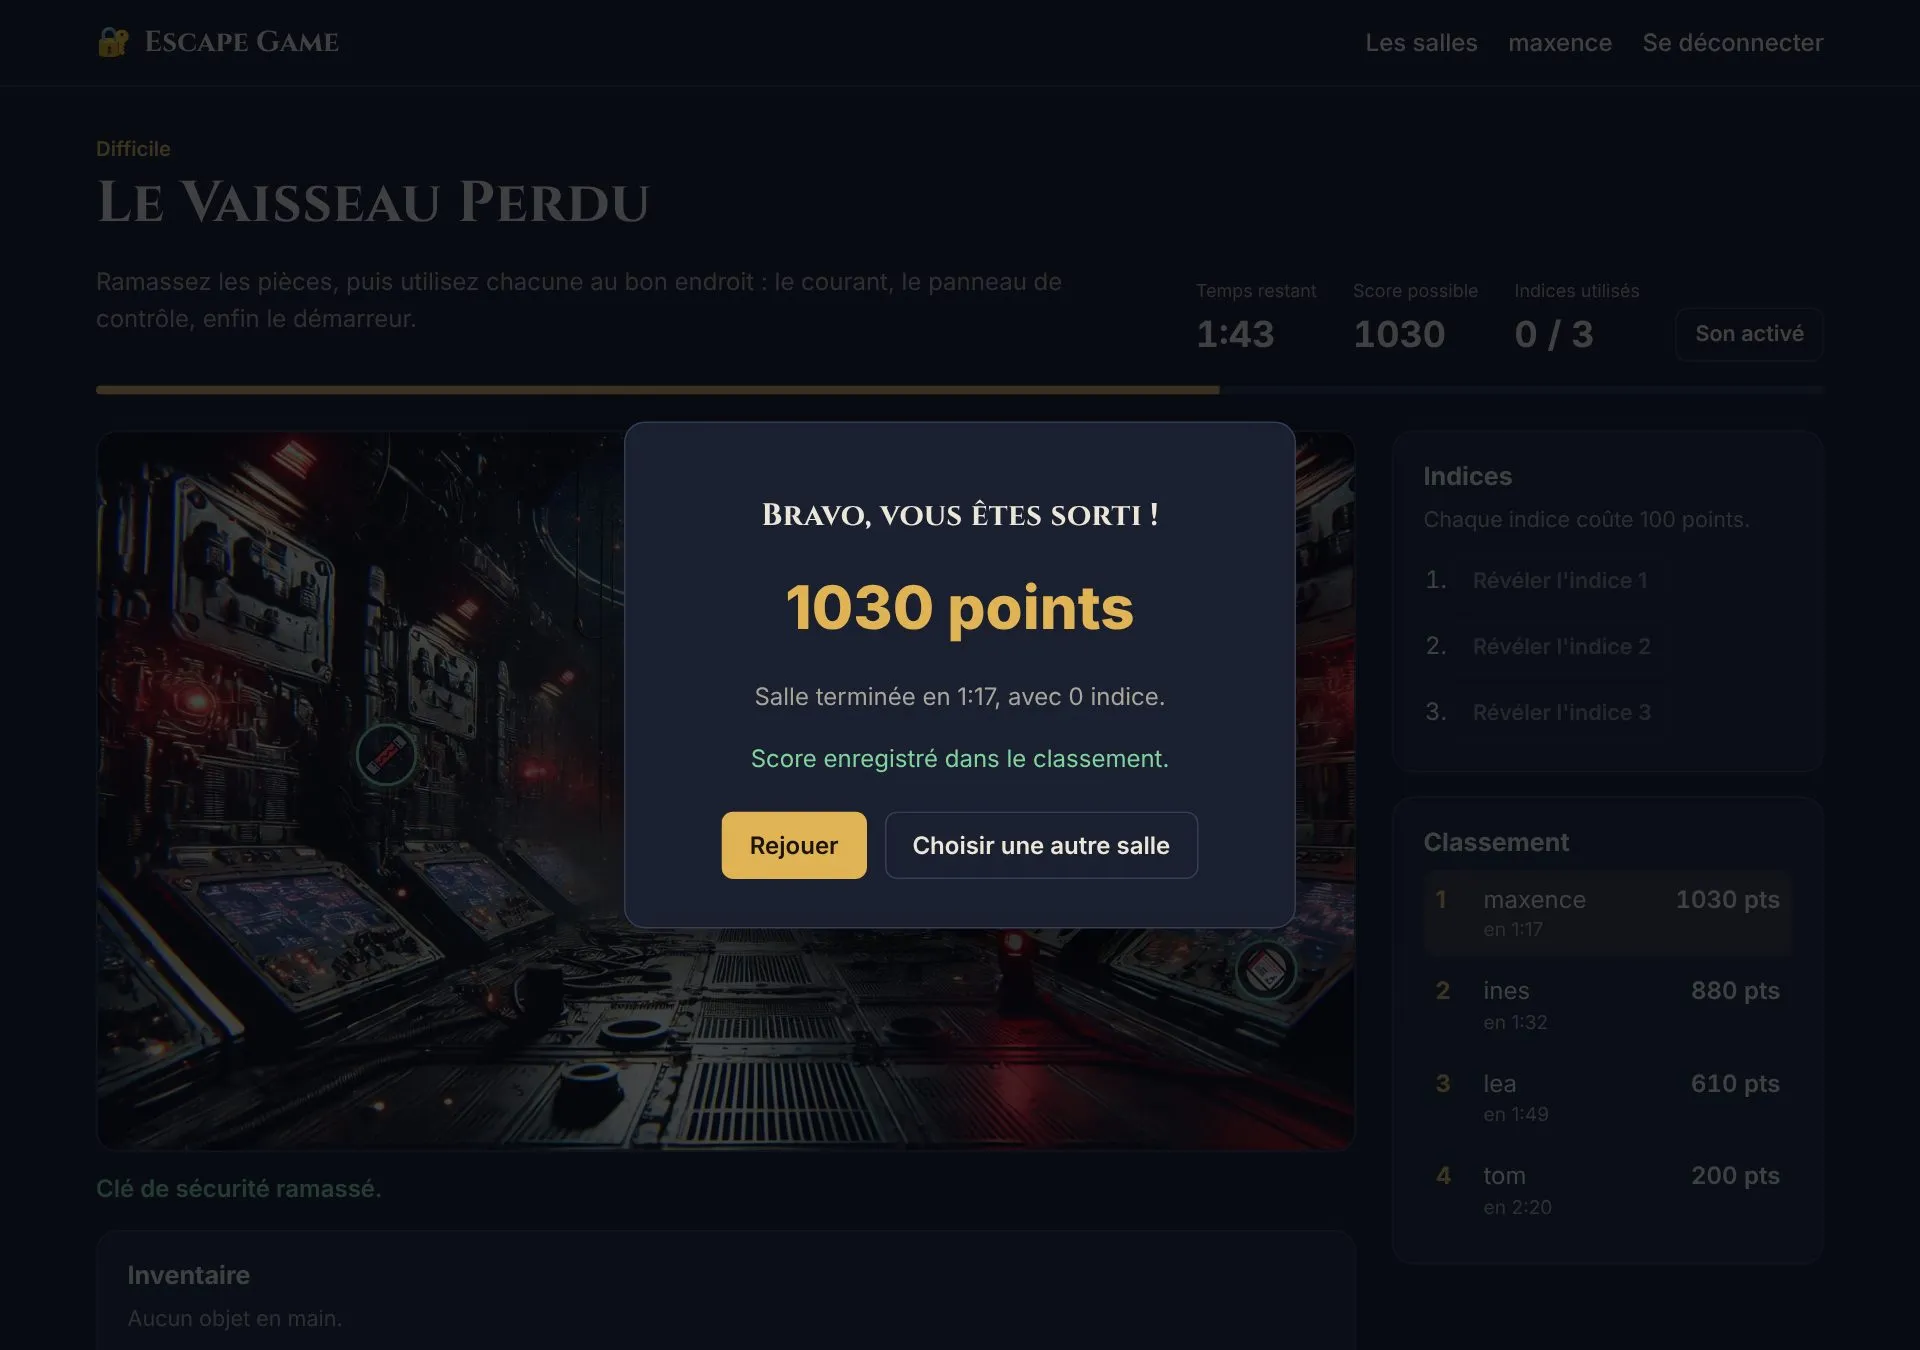 Escape Game
Les salles
maxence
Se déconnecter
Difficile
Le Vaisseau Perdu
Ramassez les pièces, puis utilisez chacune au bon endroit : le courant, le panneau de
contrôle, enfin le démarreur.
Temps restant
1:43
Score possible
1030
Indices utilisés
0 / 3
Son activé
Bravo, vous êtes sorti !
1030 points
Salle terminée en 1:17, avec 0 indice.
Score enregistré dans le classement.
Rejouer
Choisir une autre salle
Indices
Chaque indice coûte 100 points.
1. Révéler l'indice 1
2. Révéler l'indice 2
3. Révéler l'indice 3
Classement
1 maxence 1030 pts
en 1:17
2 ines 880 pts
en 1:32
3 lea 610 pts
en 1:49
4 tom 200 pts
en 2:20
Clé de sécurité ramassé.
Inventaire
Aucun objet en main.